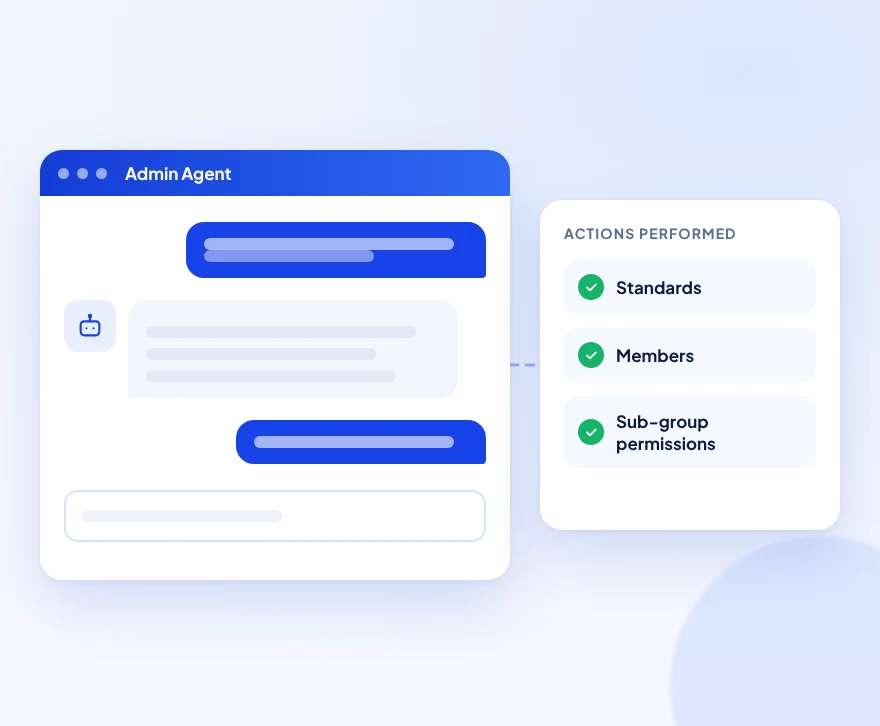 Admin Agent
ACTIONS PERFORMED
Standards
Members
Sub-group
permissions